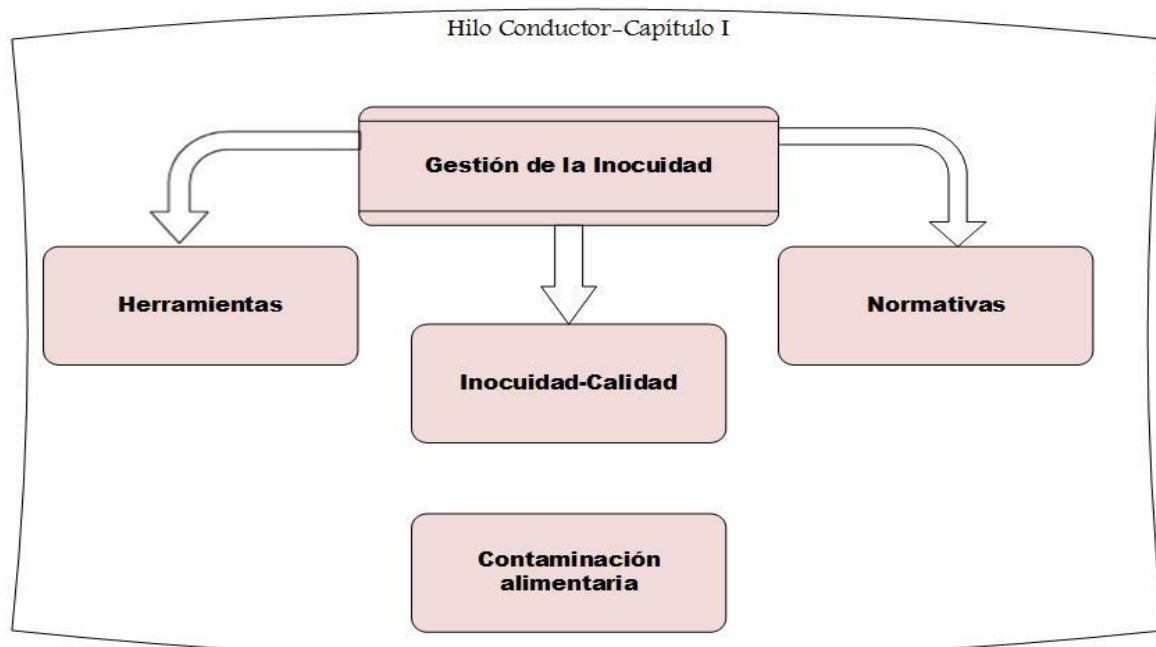 Hilo Conductor-Capítulo I
Gestión de la Inocuidad
Herramientas
Normativas
Inocuidad-Calidad
Contaminación
alimentaria